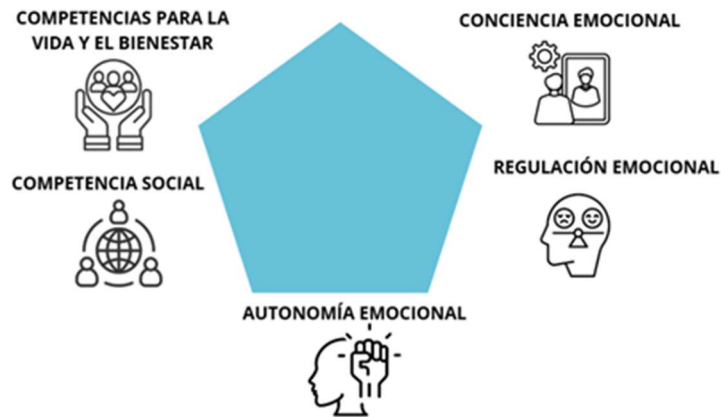 COMPETENCIAS PARA LA
VIDA Y EL BIENESTAR
CONCIENCIA EMOCIONAL
COMPETENCIA SOCIAL
REGULACIÓN EMOCIONAL
AUTONOMÍA EMOCIONAL